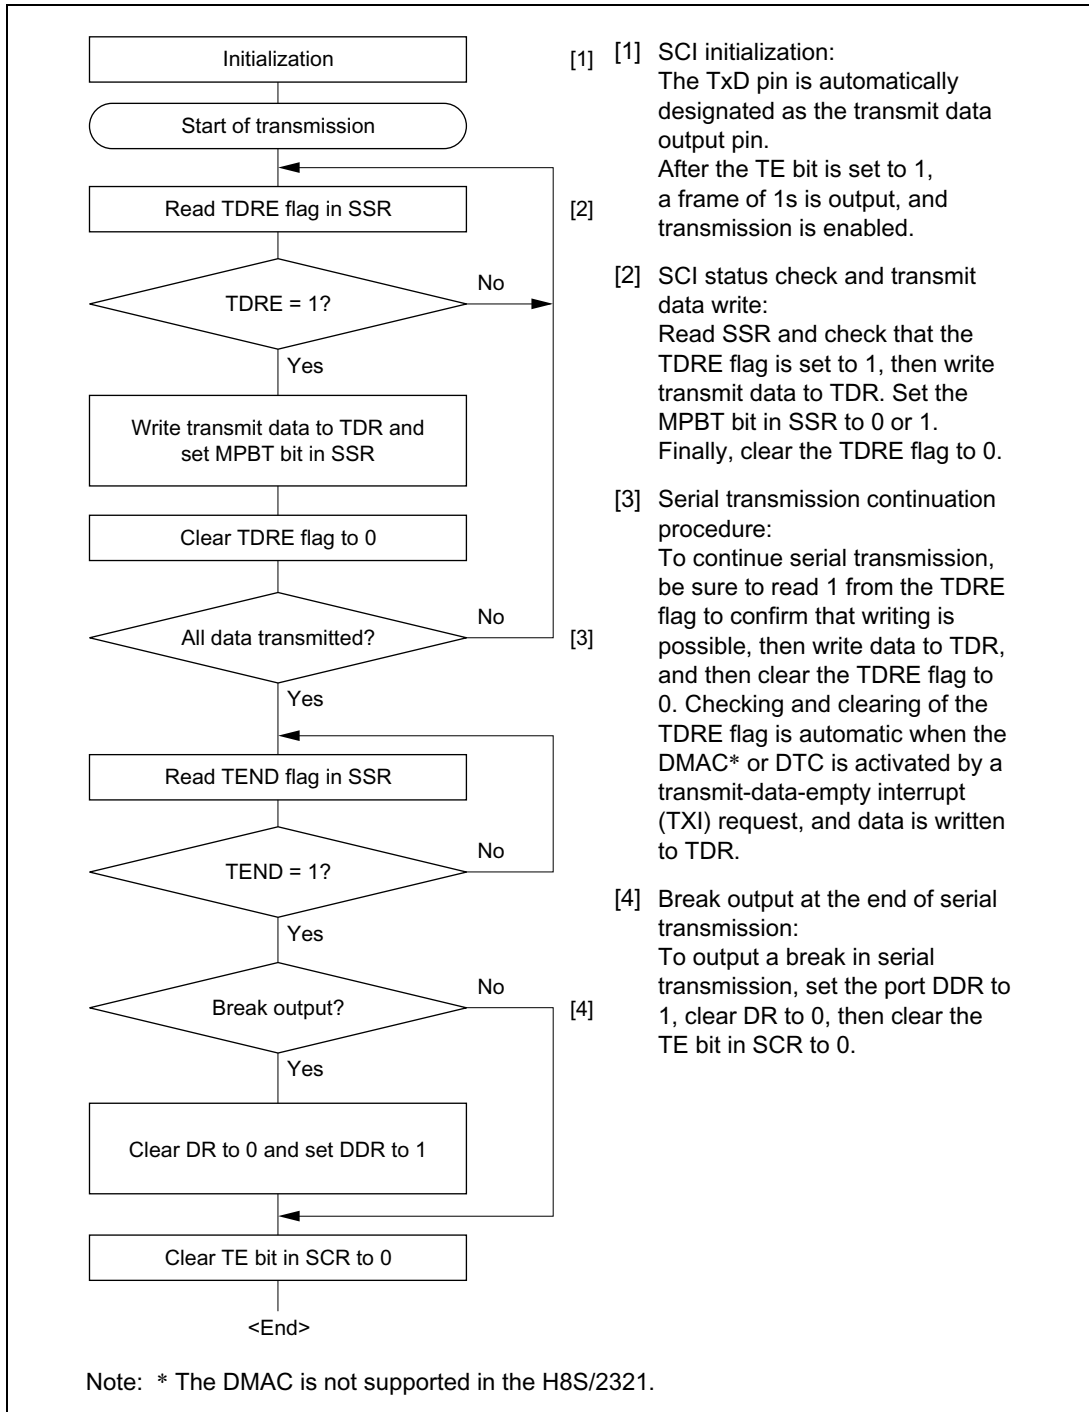 Initialization
[1]
Start of transmission
Read TDRE flag in SSR
[2]
TDRE = 1?
No
Yes
Write transmit data to TDR and
set MPBT bit in SSR
Clear TDRE flag to 0
All data transmitted?
No
[3]
Yes
Read TEND flag in SSR
TEND = 1?
No
Yes
Break output?
No
[4]
Yes
Clear DR to 0 and set DDR to 1
Clear TE bit in SCR to 0
<End>
[1] SCI initialization:
The TxD pin is automatically
designated as the transmit data
output pin.
After the TE bit is set to 1,
a frame of 1s is output, and
transmission is enabled.
[2] SCI status check and transmit
data write:
Read SSR and check that the
TDRE flag is set to 1, then write
transmit data to TDR. Set the
MPBT bit in SSR to 0 or 1.
Finally, clear the TDRE flag to 0.
[3] Serial transmission continuation
procedure:
To continue serial transmission,
be sure to read 1 from the TDRE
flag to confirm that writing is
possible, then write data to TDR,
and then clear the TDRE flag to
0. Checking and clearing of the
TDRE flag is automatic when the
DMAC* or DTC is activated by a
transmit-data-empty interrupt
(TXI) request, and data is written
to TDR.
[4] Break output at the end of serial
transmission:
To output a break in serial
transmission, set the port DDR to
1, clear DR to 0, then clear the
TE bit in SCR to 0.
Note: * The DMAC is not supported in the H8S/2321.